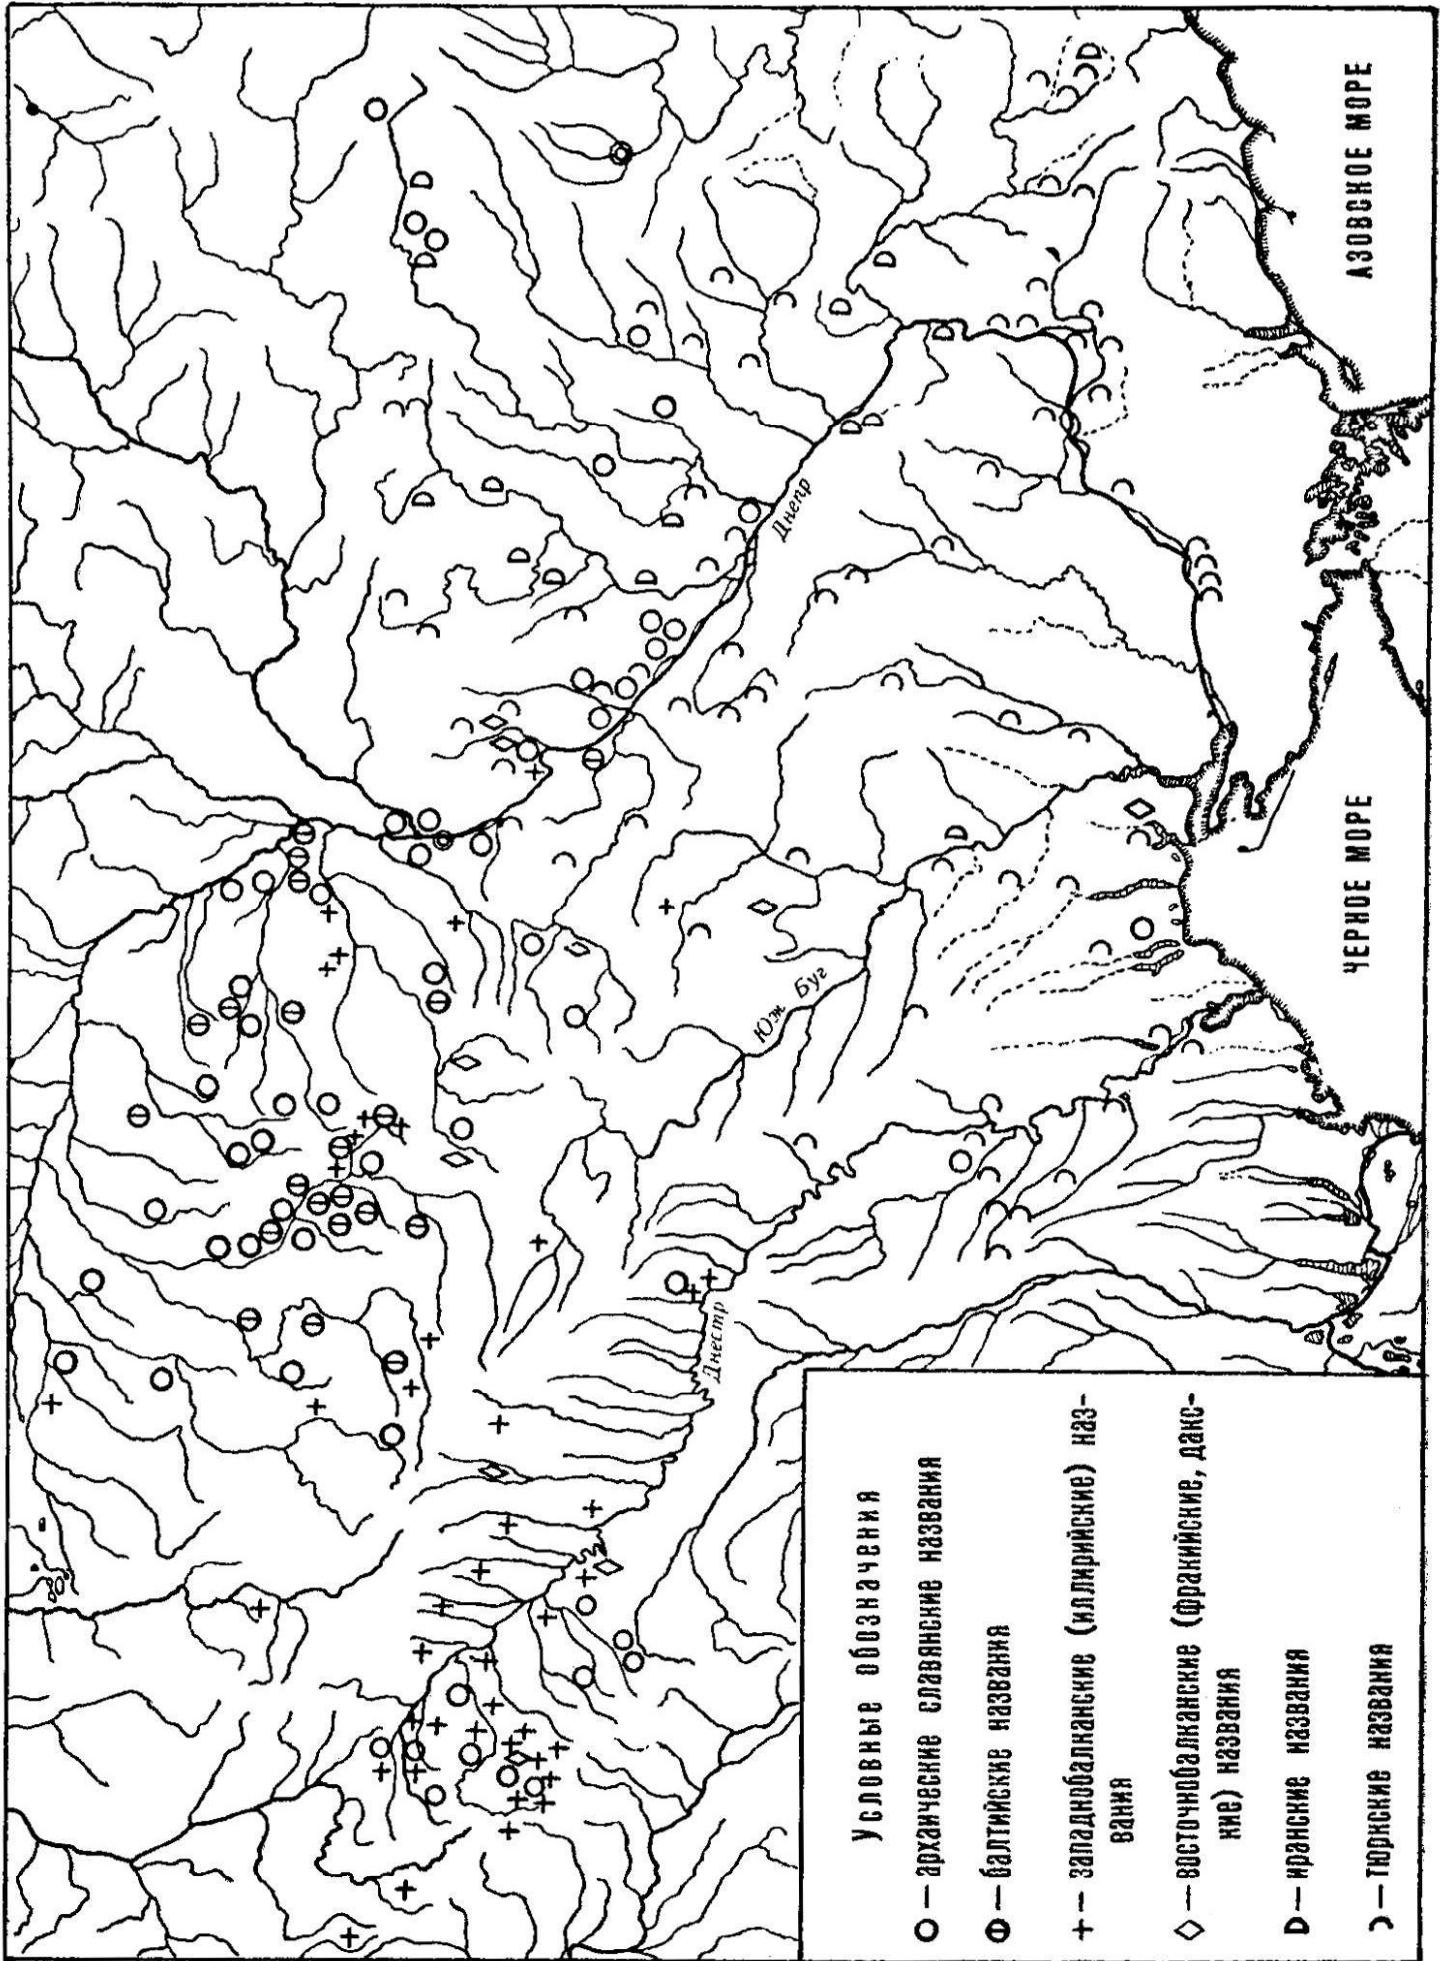 Днепр
Юж. Буг
Днестр
АЗОВСКОЕ МОРЕ
ЧЕРНОЕ МОРЕ
Условные обозначения
О — архаические славянские названия
Ф — балтийские названия
+ — западнобалканские (иллирийские) наз-
вания
◇ — восточнобалканские (фракийские, дакс-
кие) названия
D — иранские названия
⊃ — тюркские названия